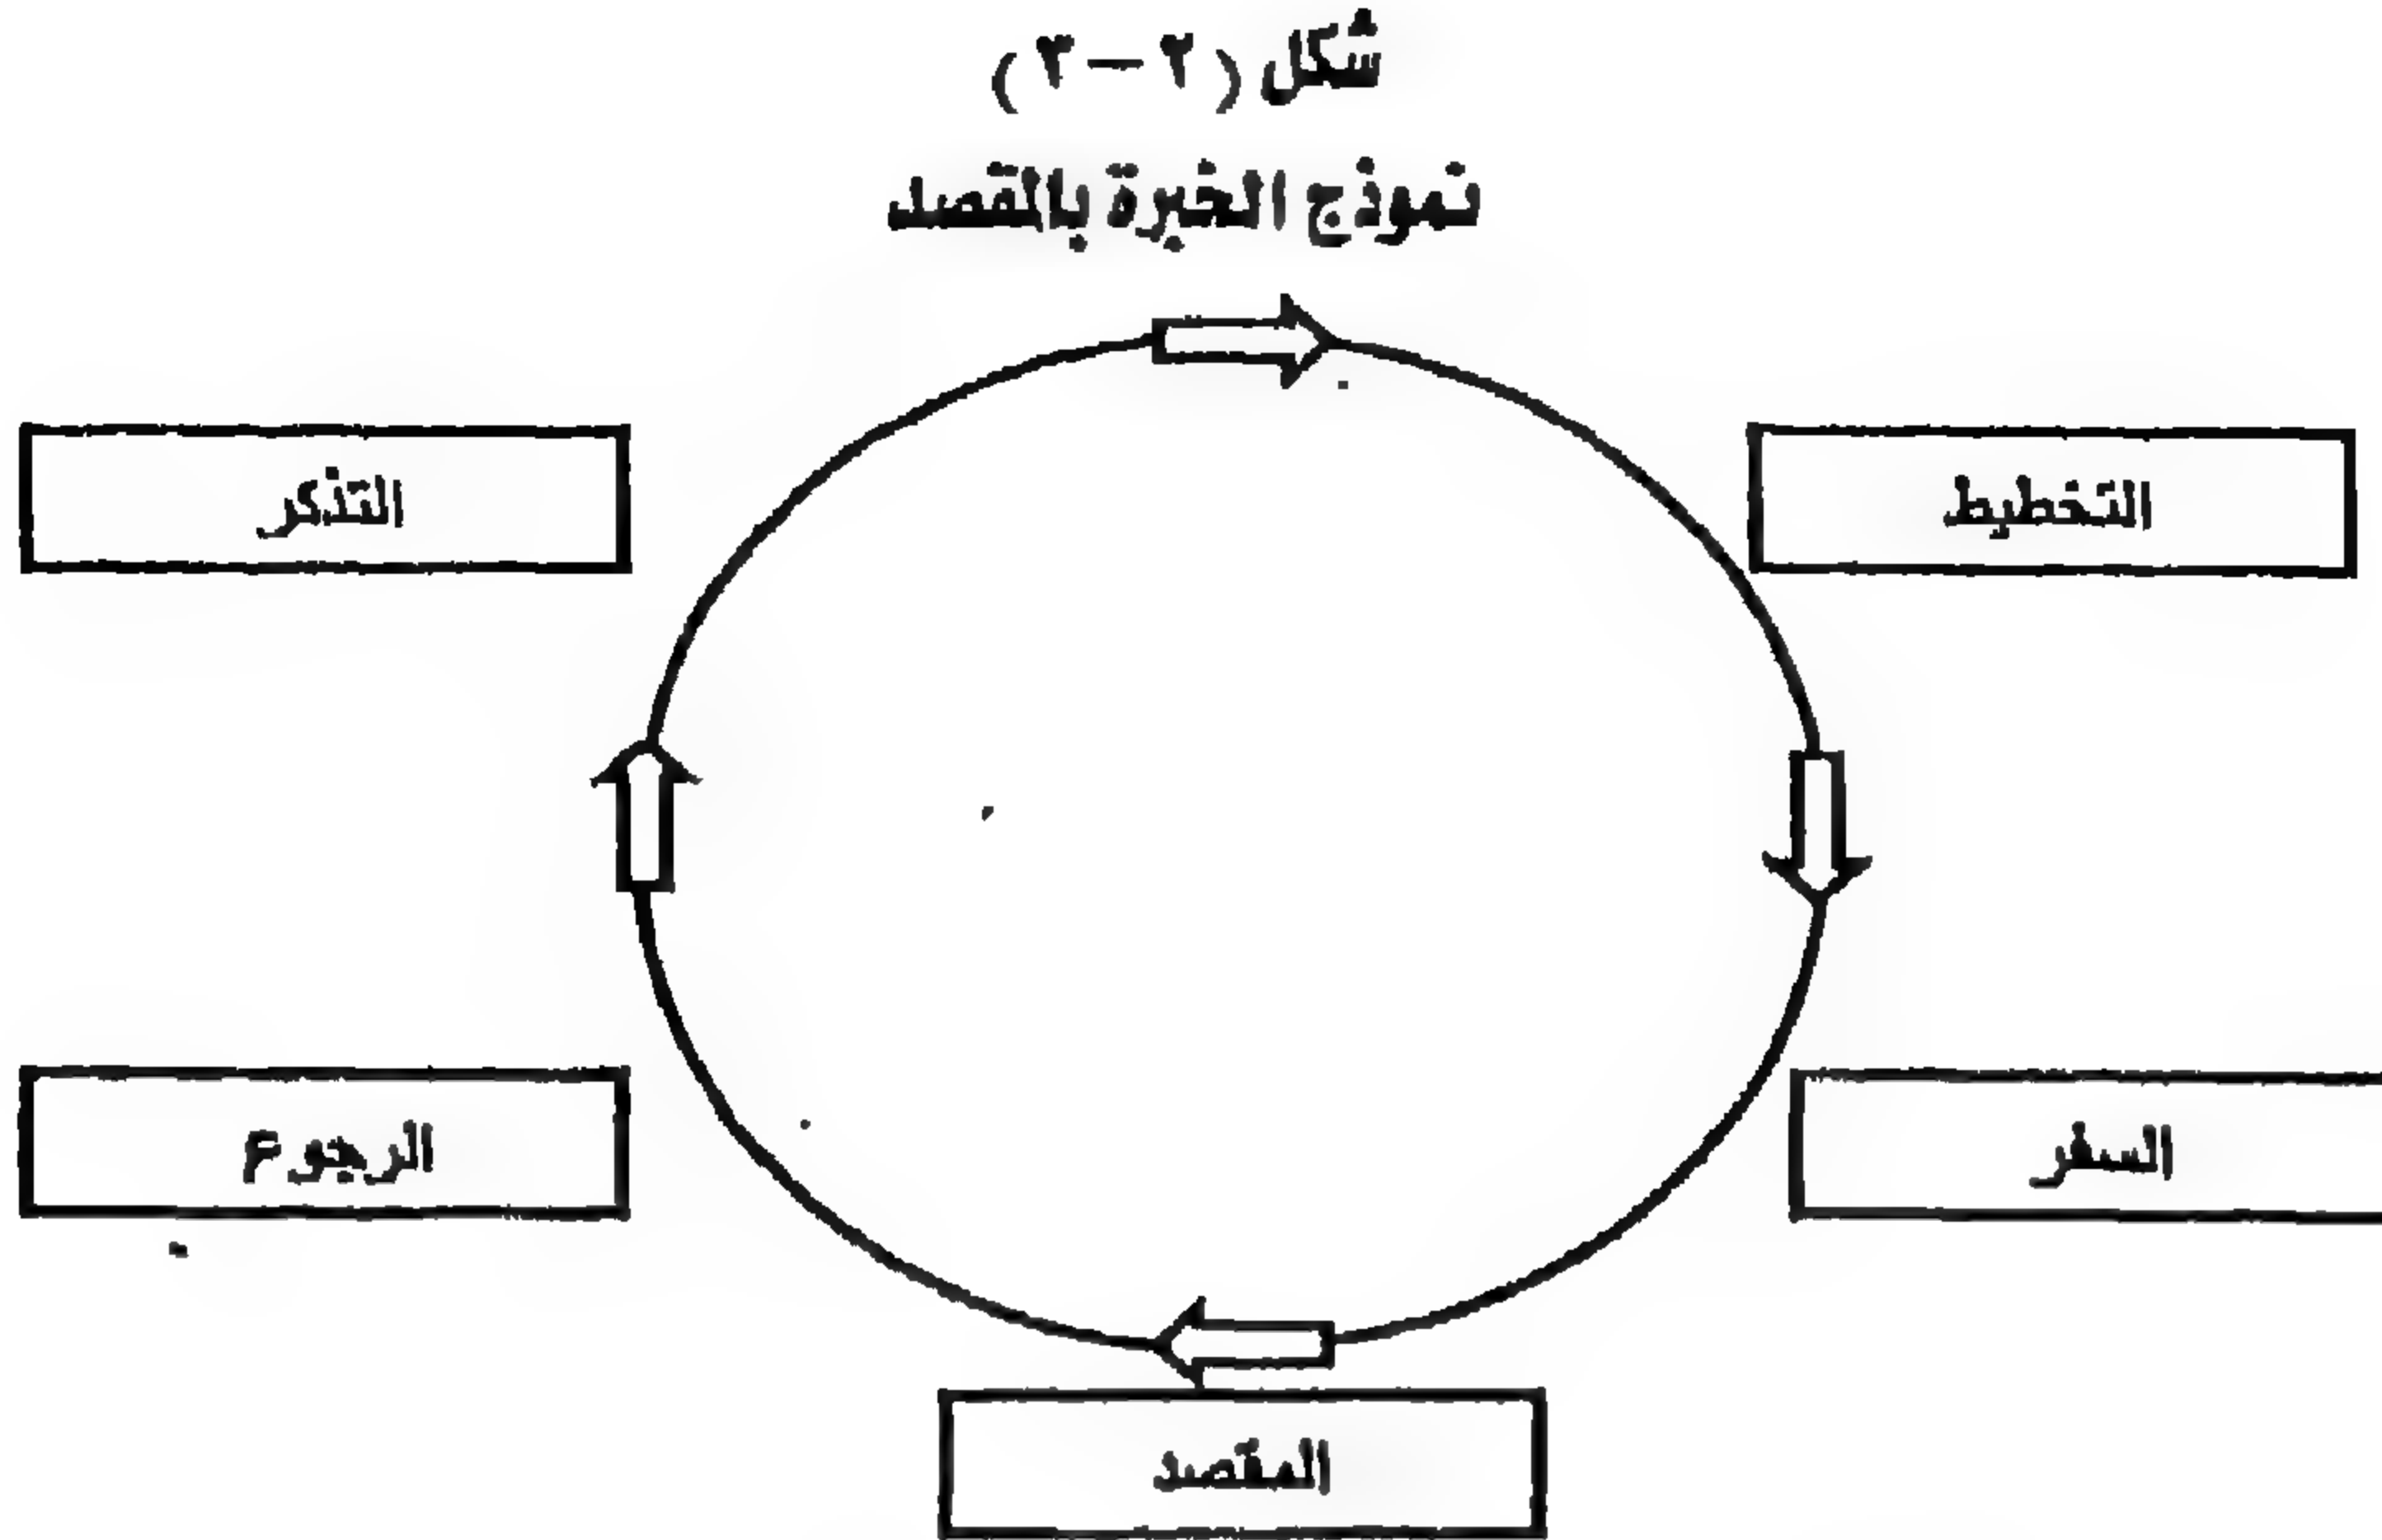 شكل (٢ – ٣)
نموذج الخبرة بالقصد
التخطيط
التذكر
السفر
الرجوع
المقصد